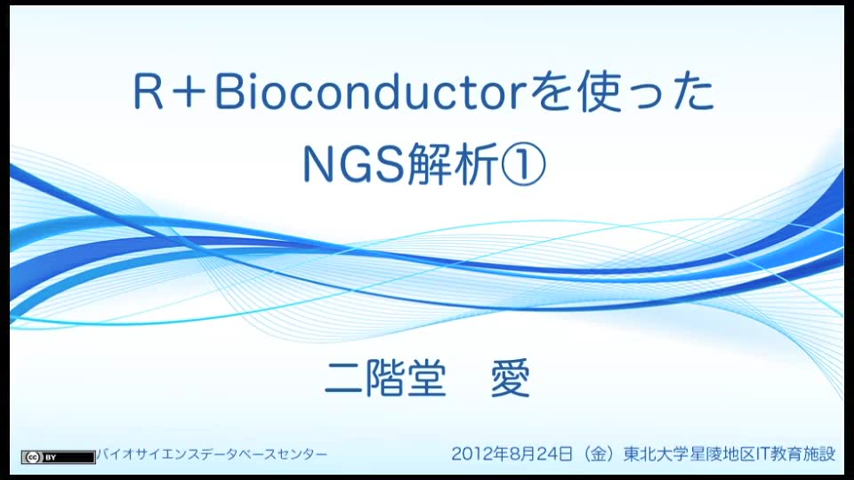 R＋Bioconductorを使った
NGS解析①
二階堂　愛
cc BY バイオサイエンスデータベースセンター
2012年8月24日（金）東北大学星陵地区IT教育施設